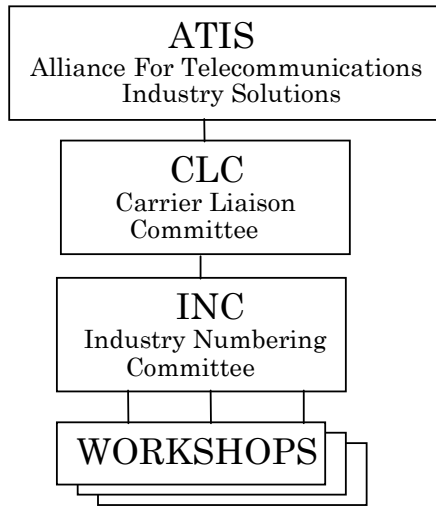 ATIS
Alliance For Telecommunications
Industry Solutions
CLC
Carrier Liaison
Committee
INC
Industry Numbering
Committee
WORKSHOPS